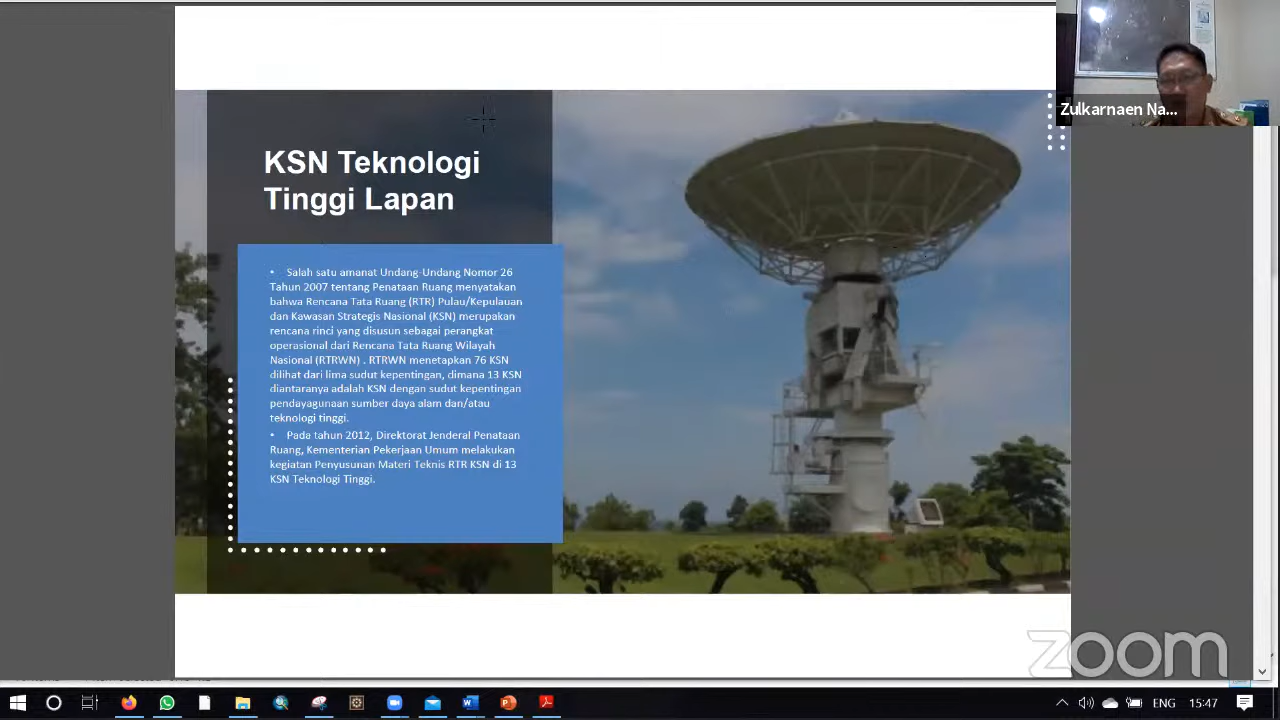 Zulkarnaen Na...
KSN Teknologi
Tinggi Lapan
• Salah satu amanat Undang-Undang Nomor 26
Tahun 2007 tentang Penataan Ruang menyatakan
bahwa Rencana Tata Ruang (RTR) Pulau/Kepulauan
dan Kawasan Strategis Nasional (KSN) merupakan
rencana rinci yang disusun sebagai perangkat
operasional dari Rencana Tata Ruang Wilayah
Nasional (RTRWN) . RTRWN menetapkan 76 KSN
dilihat dari lima sudut kepentingan, dimana 13 KSN
diantaranya adalah KSN dengan sudut kepentingan
pendayagunaan sumber daya alam dan/atau
teknologi tinggi.
• Pada tahun 2012, Direktorat Jenderal Penataan
Ruang, Kementerian Pekerjaan Umum melakukan
kegiatan Penyusunan Materi Teknis RTR KSN di 13
KSN Teknologi Tinggi.
zoom
ENG
15:47